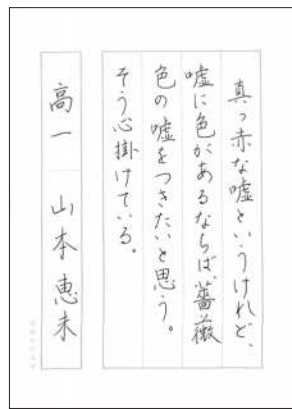 真っ赤な嘘というけれど、
嘘に色があるならば、薔薇
色の嘘をつきたいと思う。
そう心掛けている。
高一 山本恵未